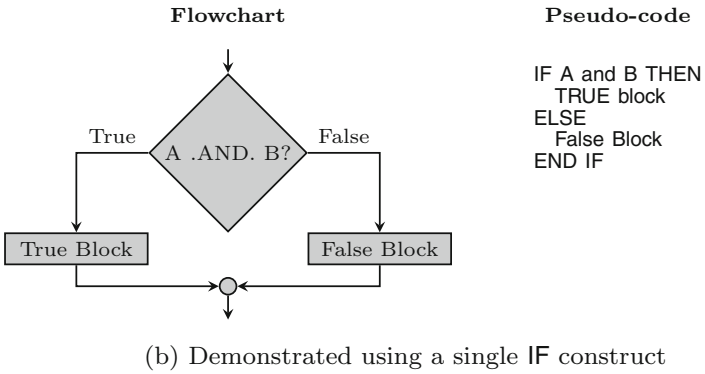 Flowchart
True
A .AND. B?
False
True Block
False Block
Pseudo-code
IF A and B THEN
TRUE block
ELSE
False Block
END IF
(b) Demonstrated using a single IF construct